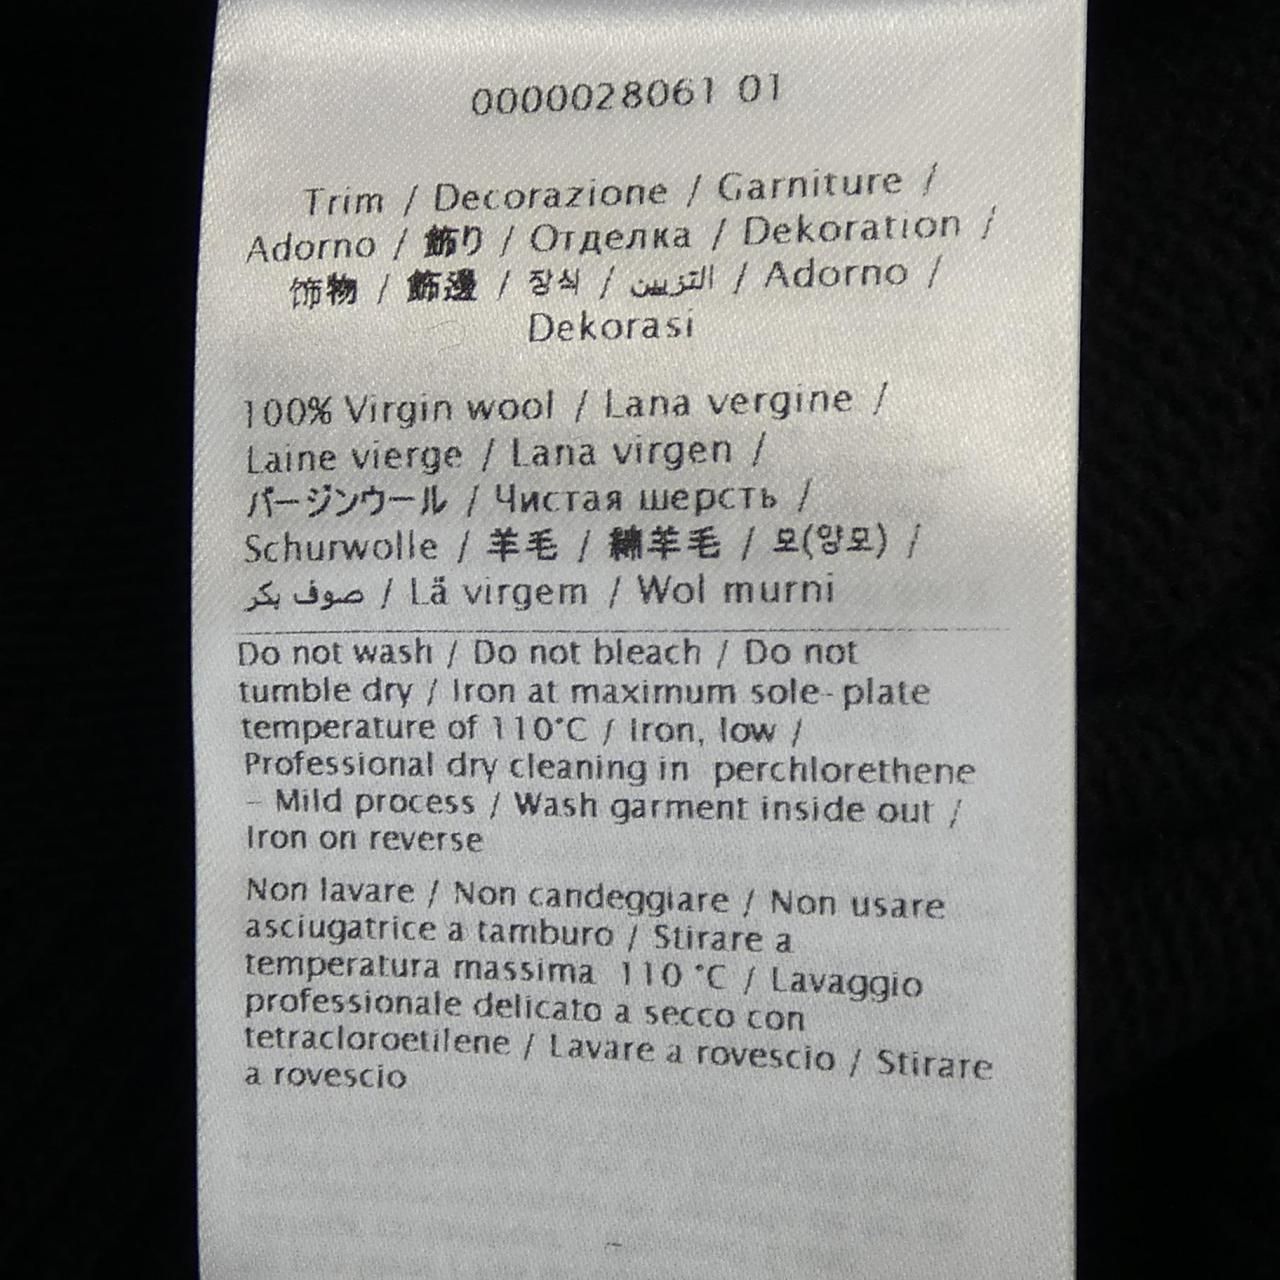 0000028061 01
Trim / Decorazione / Garniture /
Adorno / 飾り / Отделка / Dekoration /
饰物 / 飾邊 / 장식 / التزيين / Adorno /
Dekorasi
100% Virgin wool / Lana vergine /
Laine vierge / Lana virgen /
バージンウール / Чистая шерсть /
Schurwolle / 羊毛 / 綿羊毛 / 모(양모) /
صوف بكر / Lä virgem / Wol murni
Do not wash / Do not bleach / Do not
tumble dry / Iron at maximum sole-plate
temperature of 110°C / Iron, low /
Professional dry cleaning in perchlorethene
– Mild process / Wash garment inside out /
Iron on reverse
Non lavare / Non candeggiare / Non usare
asciugatrice a tamburo / Stirare a
temperatura massima 110 °C / Lavaggio
professionale delicato a secco con
tetracloroetilene / Lavare a rovescio / Stirare
a rovescio